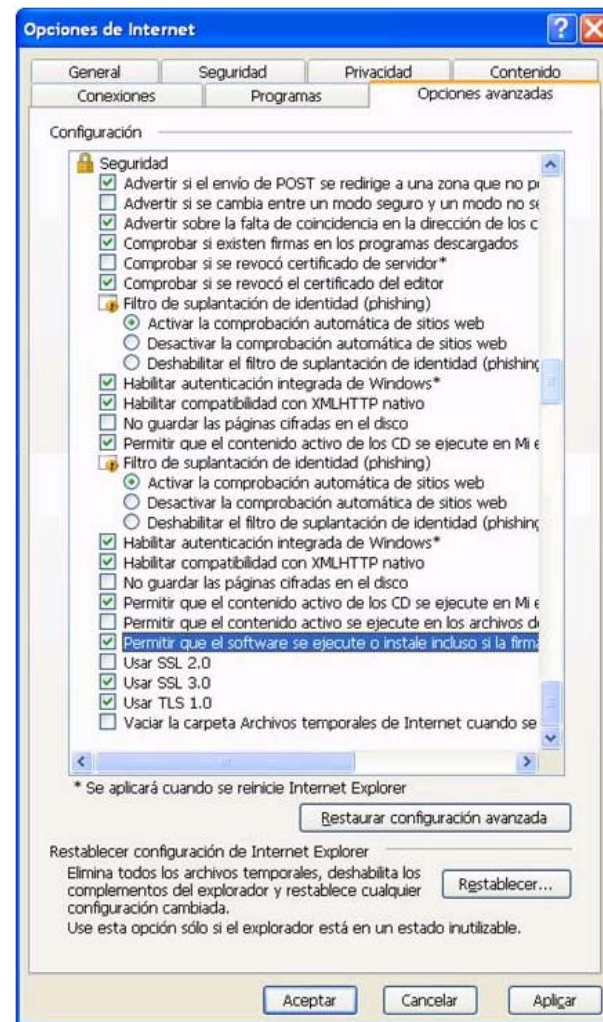 Opciones de Internet
General Seguridad Privacidad Contenido
Conexiones Programas Opciones avanzadas
Configuración
Seguridad
Advertir si el envío de POST se redirige a una zona que no
Advertir si se cambia entre un modo seguro y un modo no
Advertir sobre la falta de coincidencia en la dirección de los
Comprobar si existen firmas en los programas descargados
Comprobar si se revocó certificado de servidor*
Comprobar si se revocó el certificado del editor
Filtro de suplantación de identidad (phishing)
Activar la comprobación automática de sitios web
Desactivar la comprobación automática de sitios web
Deshabilitar el filtro de suplantación de identidad (phishing
Habilitar autenticación integrada de Windows*
Habilitar compatibilidad con XMLHTTP nativo
No guardar las páginas cifradas en el disco
Permitir que el contenido activo de los CD se ejecute en Mi
Filtro de suplantación de identidad (phishing)
Activar la comprobación automática de sitios web
Desactivar la comprobación automática de sitios web
Deshabilitar el filtro de suplantación de identidad (phishing
Habilitar autenticación integrada de Windows*
Habilitar compatibilidad con XMLHTTP nativo
No guardar las páginas cifradas en el disco
Permitir que el contenido activo de los CD se ejecute en Mi
Permitir que el contenido activo se ejecute en los archivos
Permitir que el software se ejecute o instale incluso si la firma
Usar SSL 2.0
Usar SSL 3.0
Usar TLS 1.0
Vaciar la carpeta Archivos temporales de Internet cuando se
* Se aplicará cuando se reinicie Internet Explorer
Restaurar configuración avanzada
Restablecer configuración de Internet Explorer
Elimina todos los archivos temporales, deshabilita los
complementos del explorador y restablece cualquier
configuración cambiada.
Restablecer...
Use esta opción sólo si el explorador está en un estado inutilizable.
Aceptar Cancelar Aplicar